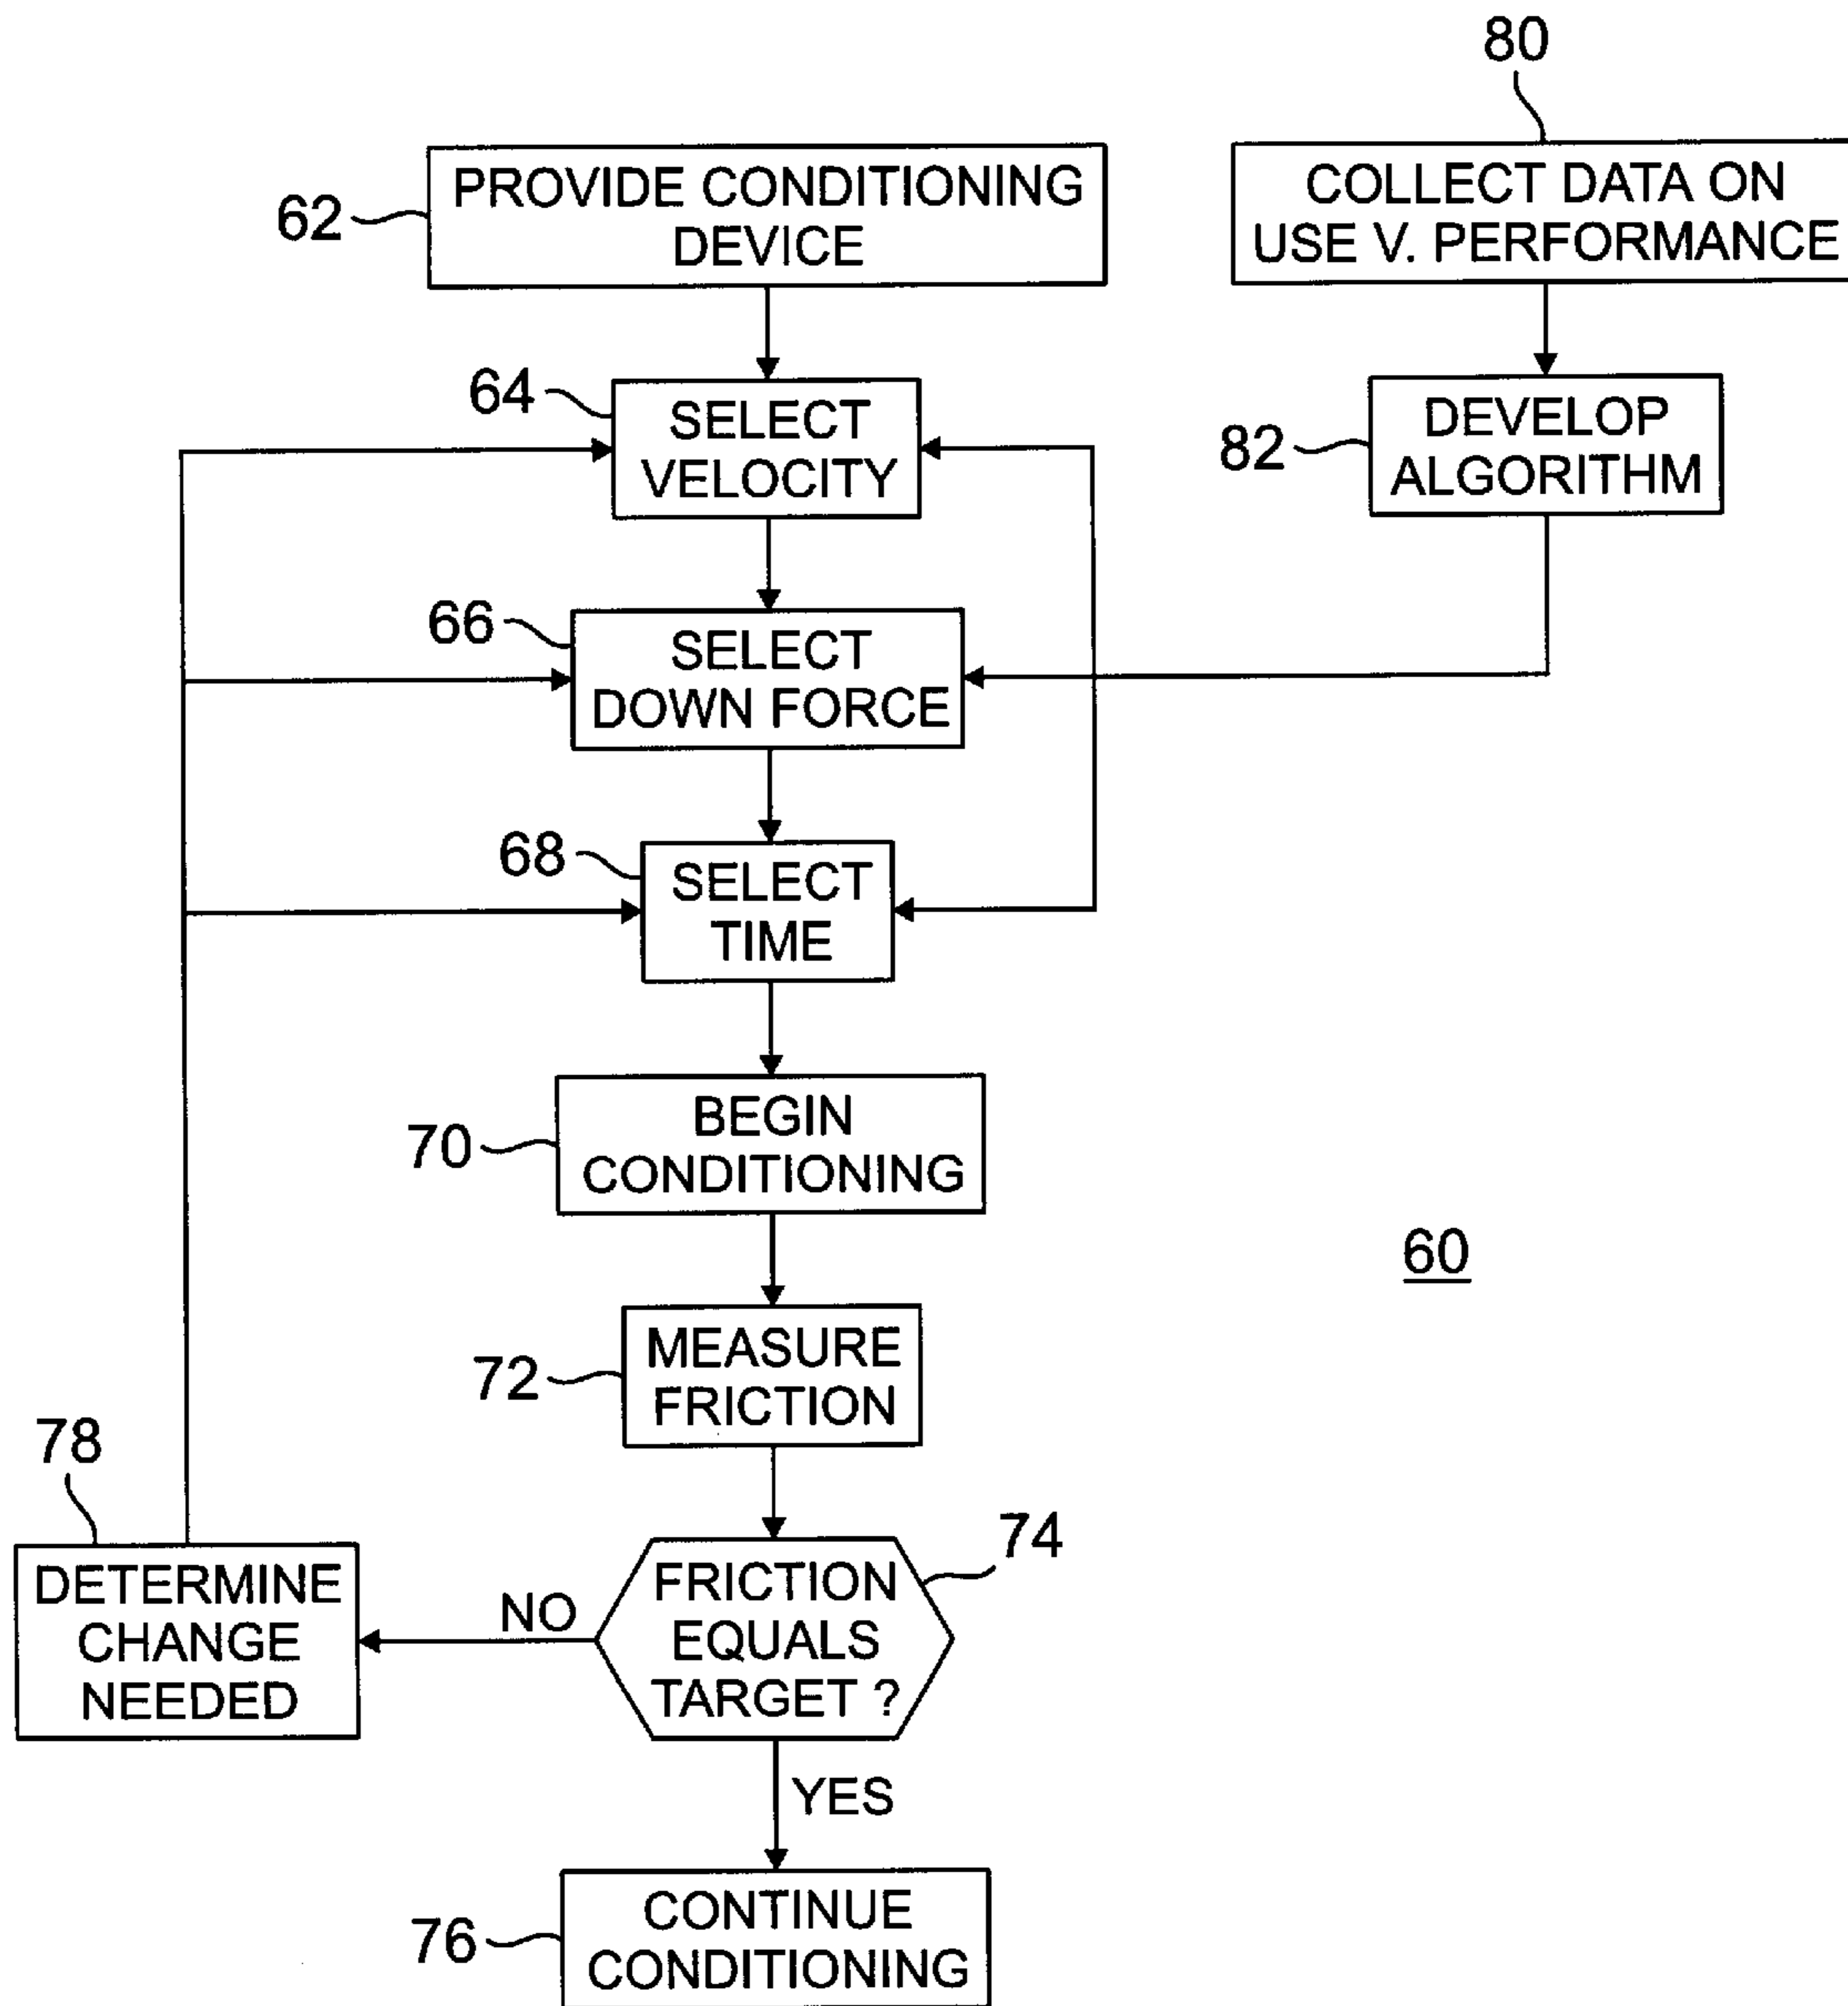 80
PROVIDE CONDITIONING
DEVICE
62
COLLECT DATA ON
USE V. PERFORMANCE
64
SELECT
VELOCITY
82
DEVELOP
ALGORITHM
66
SELECT
DOWN FORCE
68
SELECT
TIME
70
BEGIN
CONDITIONING
60
72
MEASURE
FRICTION
78
DETERMINE
CHANGE
NEEDED
NO
74
FRICTION
EQUALS
TARGET ?
YES
76
CONTINUE
CONDITIONING